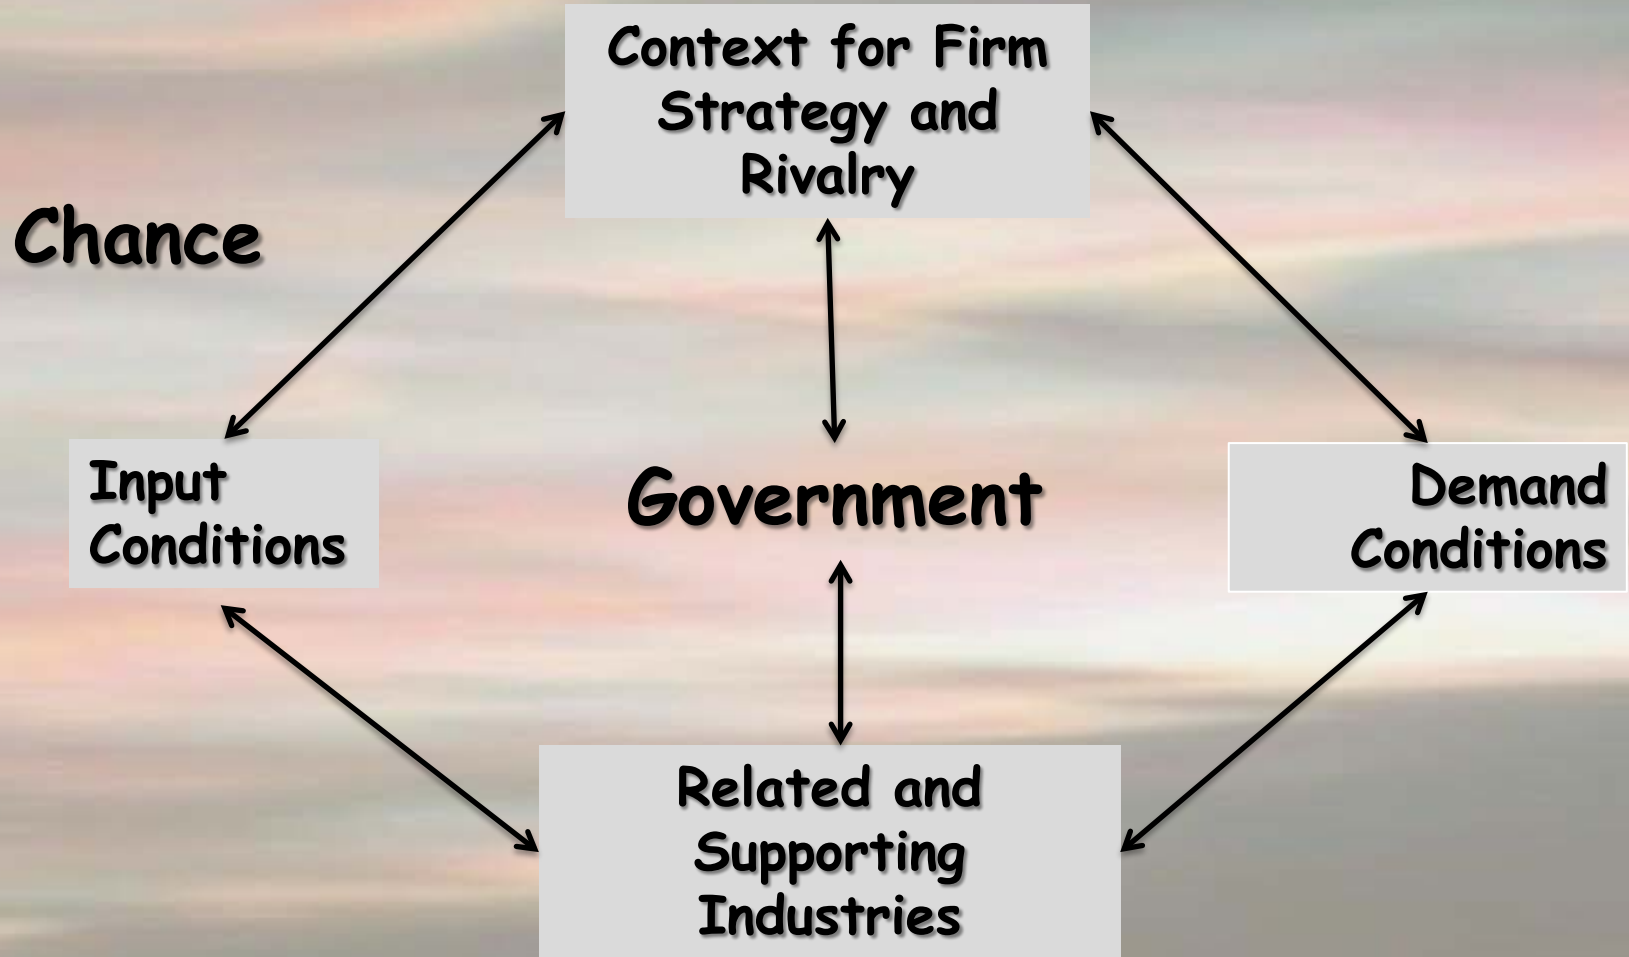 Context for Firm
Strategy and
Rivalry
Chance
Input
Conditions
Government
Demand
Conditions
Related and
Supporting
Industries